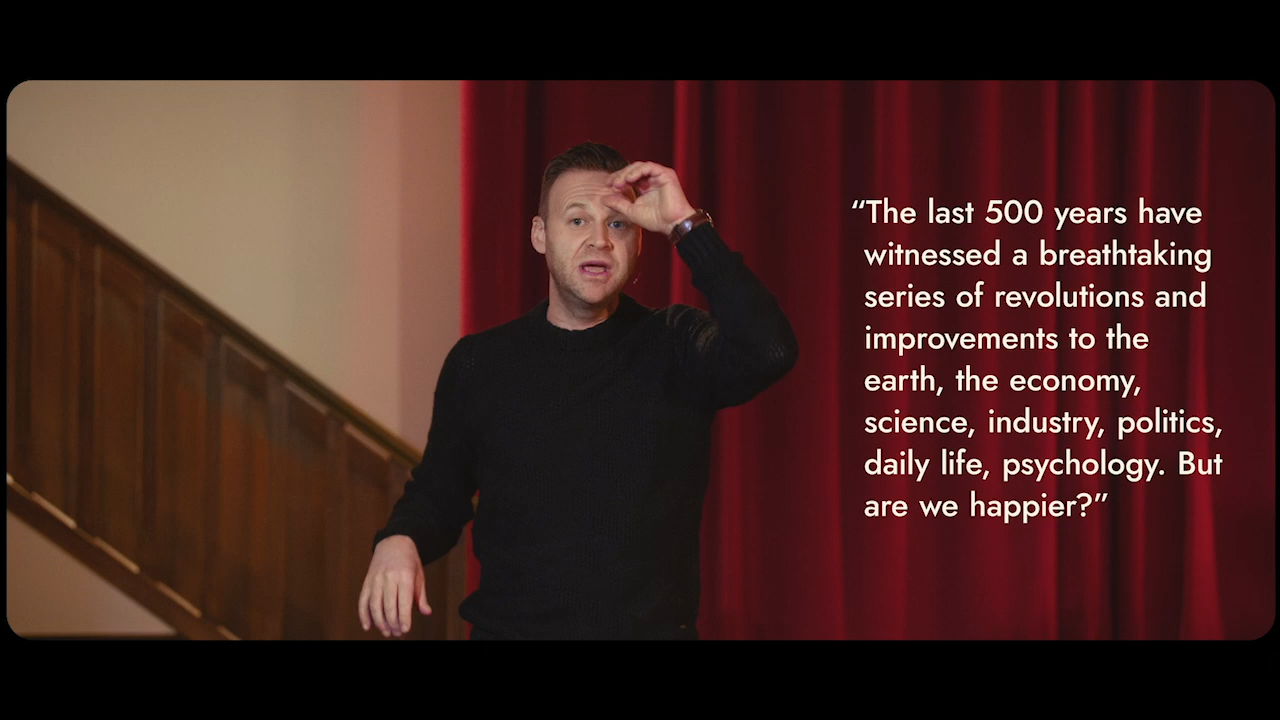 “The last 500 years have
witnessed a breathtaking
series of revolutions and
improvements to the
earth, the economy,
science, industry, politics,
daily life, psychology. But
are we happier?”